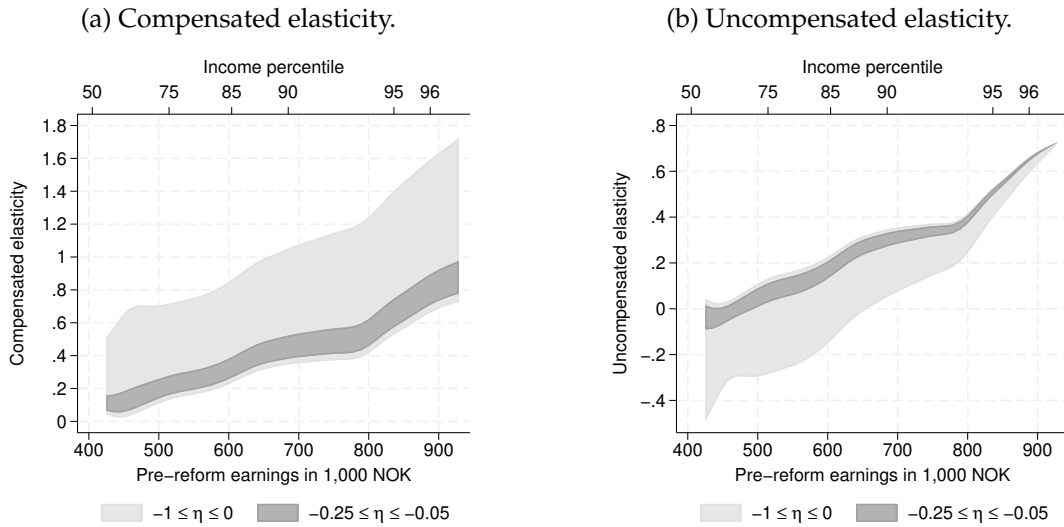 (a) Compensated elasticity.
Income percentile
50 75 85 90 95 96
1.8
1.6
1.4
1.2
1
.8
.6
.4
.2
0
Compensated elasticity
400 500 600 700 800 900
Pre−reform earnings in 1,000 NOK
−1 ≤ η ≤ 0 −0.25 ≤ η ≤ −0.05
(b) Uncompensated elasticity.
Income percentile
50 75 85 90 95 96
.8
.6
.4
.2
0
−.2
−.4
Uncompensated elasticity
400 500 600 700 800 900
Pre−reform earnings in 1,000 NOK
−1 ≤ η ≤ 0 −0.25 ≤ η ≤ −0.05